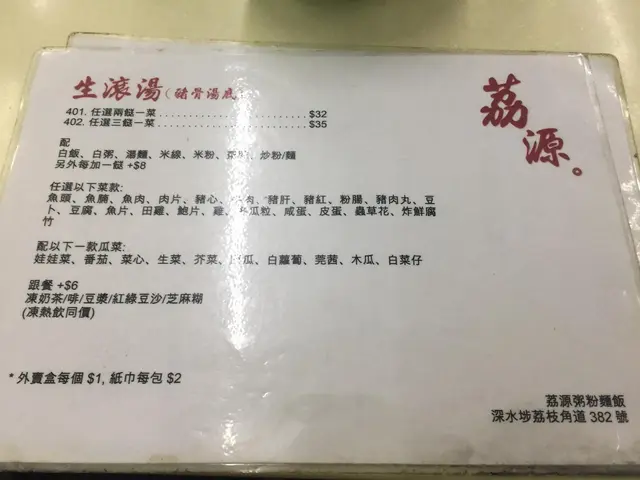 生滾湯(豬骨湯底)
401. 任選兩餸一菜 $32
402. 任選三餸一菜 $35
荔源。
配
白飯、白粥、瀨麵、米線、米粉、粉、炒粉/麵
另外每加一餸 +$8
任選以下菜款:
魚頭、魚腩、魚肉、肉片、豬心、肉、豬肝、豬紅、粉腸、豬肉丸、豆
卜、豆腐、魚片、田雞、鮑片、雞、瓜粒、咸蛋、皮蛋、蟲草花、炸鮮腐
竹
配以下一款瓜菜:
娃娃菜、番茄、菜心、生菜、芥菜、瓜、白蘿蔔、莞茜、木瓜、白菜仔
跟餐 +$6
凍奶茶/啡/豆漿/紅綠豆沙/芝麻糊
(凍熱飲同價)
* 外賣盒每個 $1, 紙巾每包 $2
荔源粥粉麵飯
深水埗荔枝角道 382 號